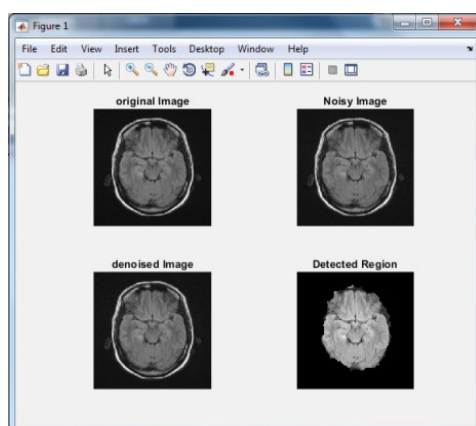 Figure 1
File Edit View Insert Tools Desktop Window Help
original Image Noisy Image
denoised Image Detected Region